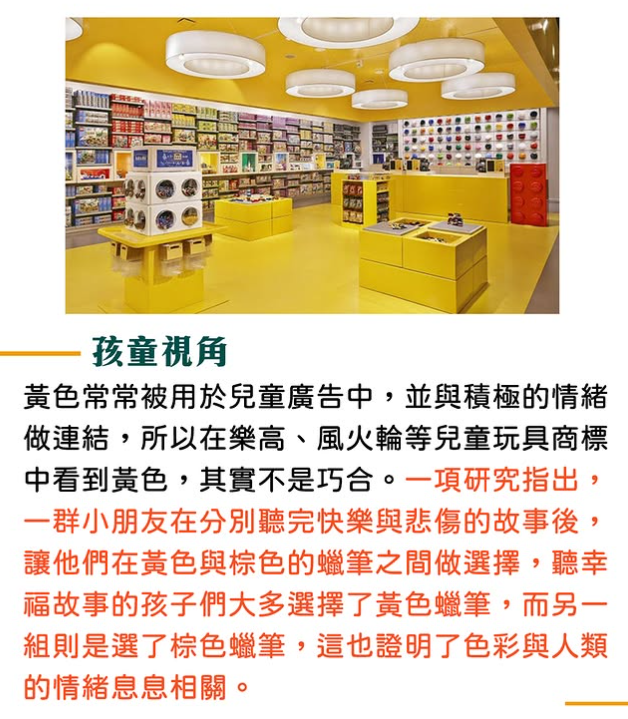 孩童視角
黃色常常被用於兒童廣告中，並與積極的情緒
做連結，所以在樂高、風火輪等兒童玩具商標
中看到黃色，其實不是巧合。一項研究指出，
一群小朋友在分別聽完快樂與悲傷的故事後，
讓他們在黃色與棕色的蠟筆之間做選擇，聽幸
福故事的孩子們大多選擇了黃色蠟筆，而另一
組則是選了棕色蠟筆，這也證明了色彩與人類
的情緒息息相關。